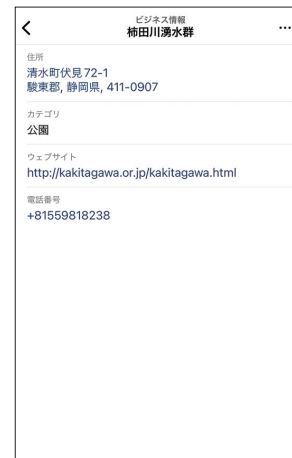 ビジネス情報
柿田川湧水群
住所
清水町伏見72-1
駿東郡, 静岡県, 411-0907
カテゴリ
公園
ウェブサイト
http://kakitagawa.or.jp/kakitagawa.html
電話番号
+81559818238